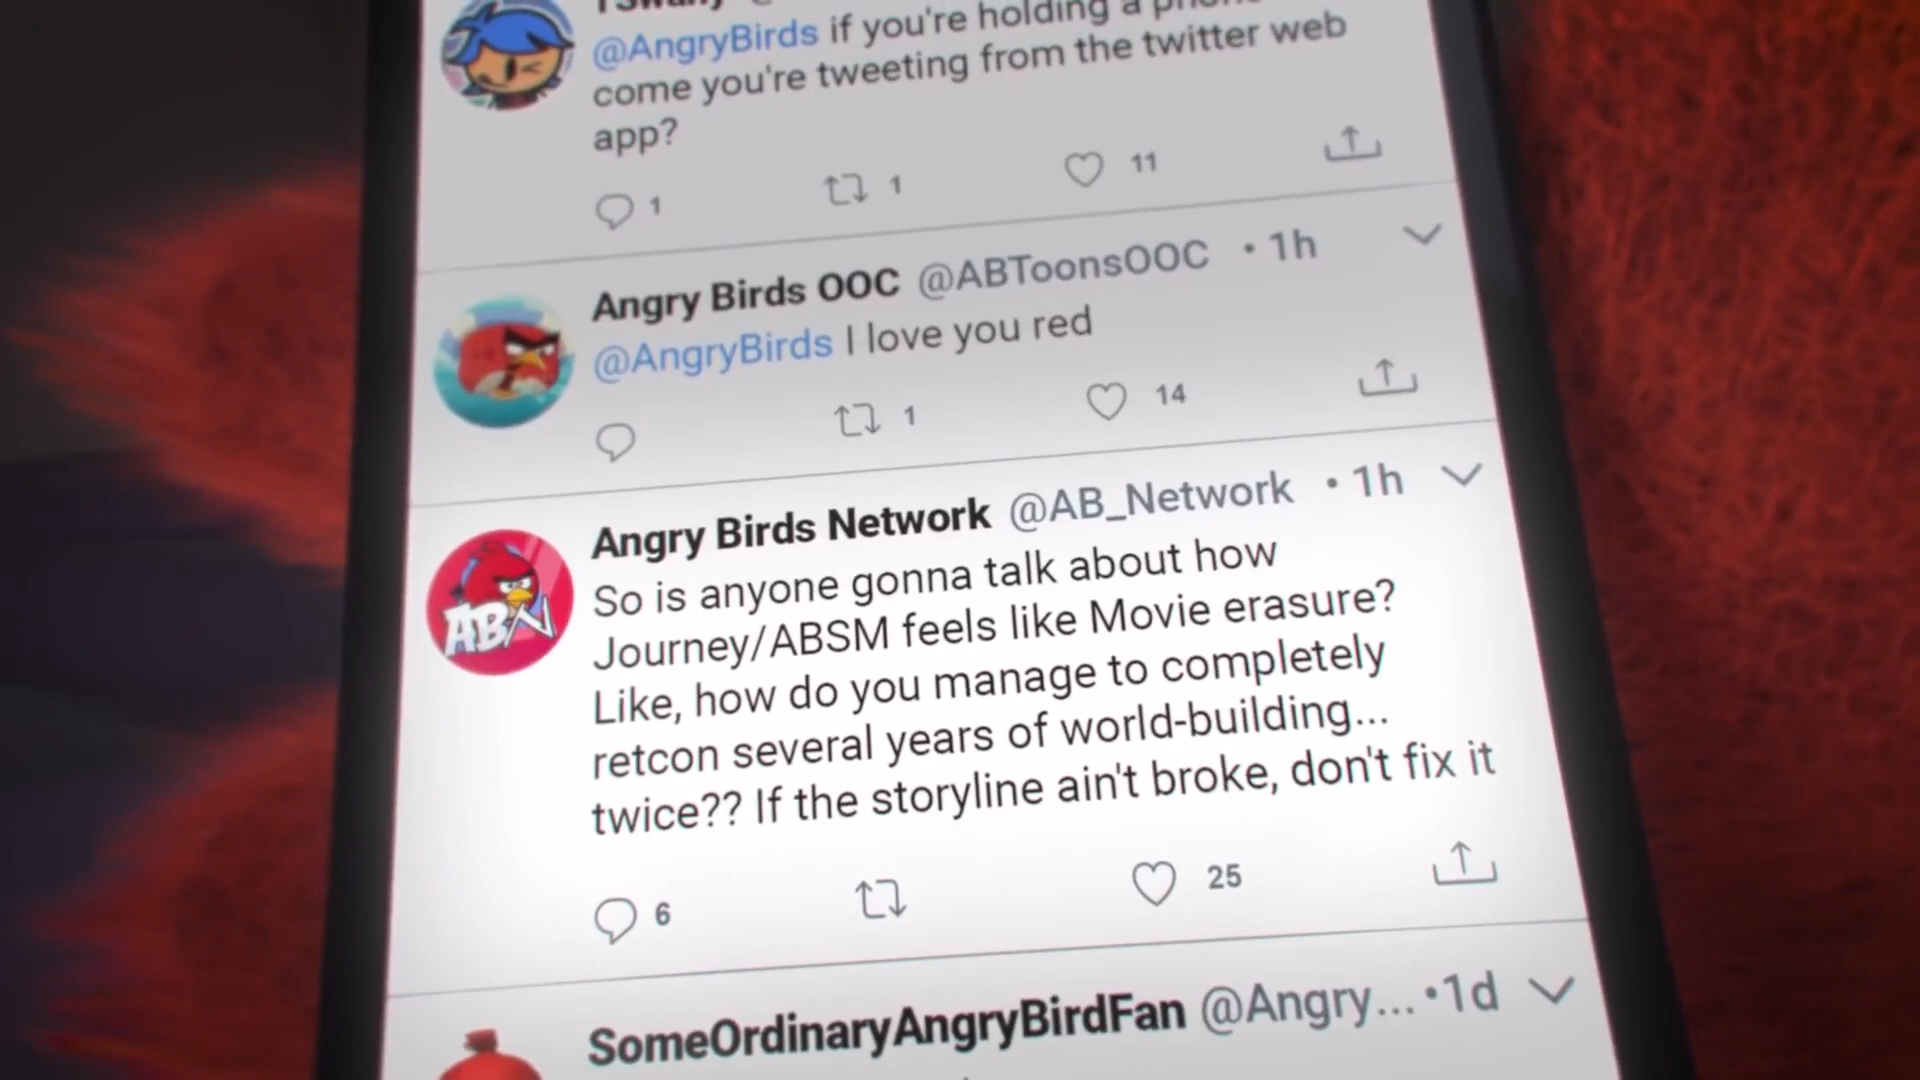 @AngryBirds if you're holding a
come you're tweeting from the twitter web
app?
1 1 11
Angry Birds OOC @ABToonsOOC • 1h
@AngryBirds I love you red
1 14
Angry Birds Network @AB_Network • 1h
ABN
So is anyone gonna talk about how
Journey/ABSM feels like Movie erasure?
Like, how do you manage to completely
retcon several years of world-building...
twice?? If the storyline ain't broke, don't fix it
6 25
SomeOrdinaryAngryBirdFan @Angry... •1d